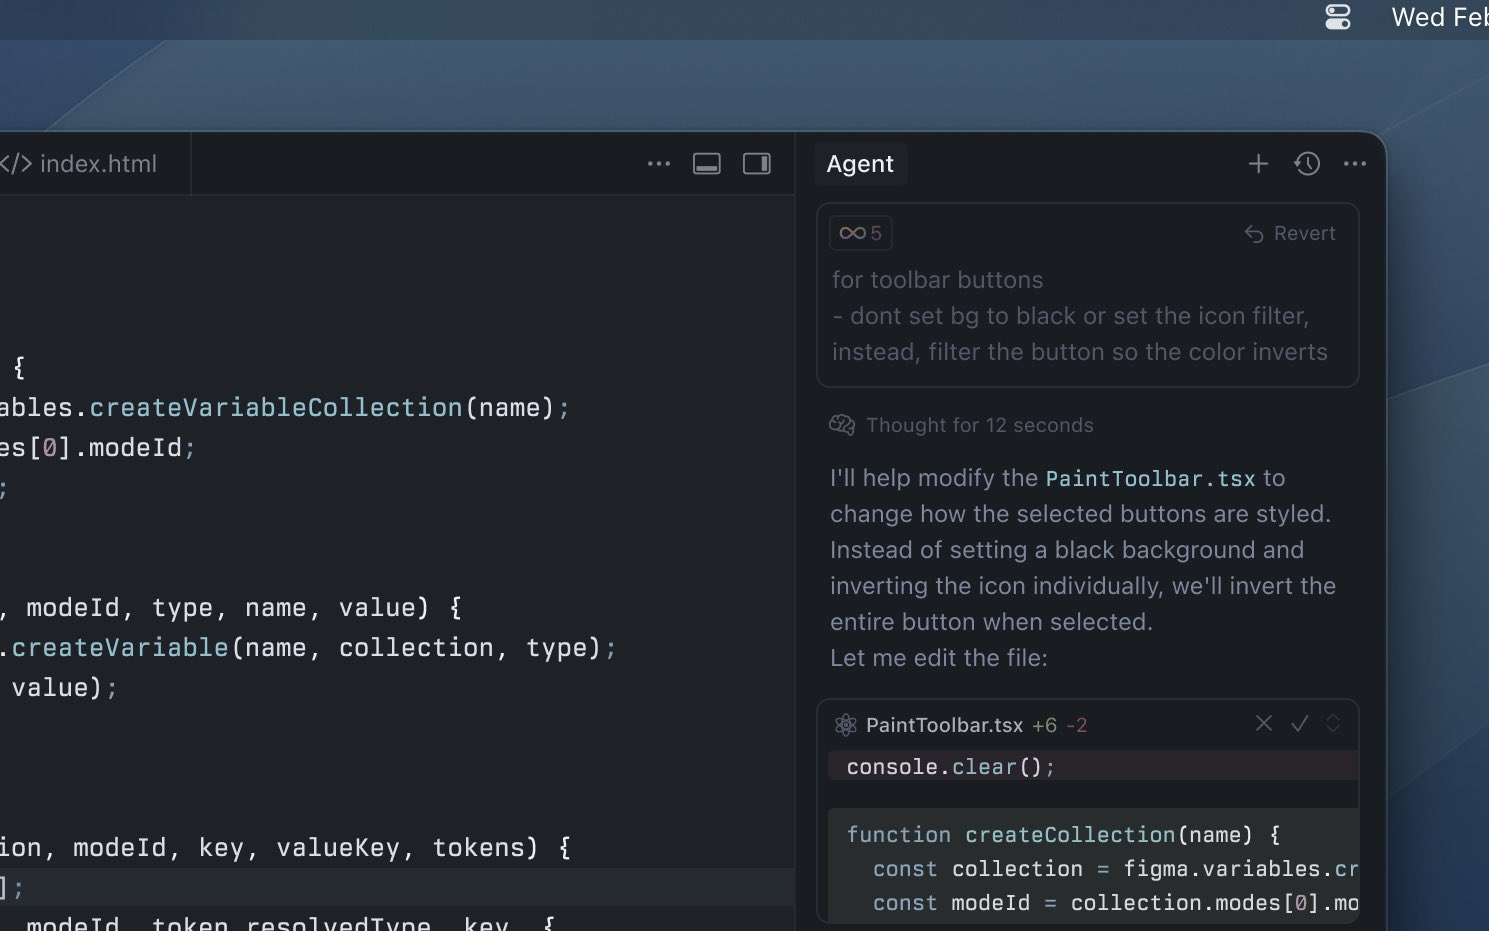 Wed Feb
</> index.html
{
ables.createVariableCollection(name);
es[0].modeId;
;
, modeId, type, name, value) {
.createVariable(name, collection, type);
value);
ion, modeId, key, valueKey, tokens) {
];
modeId, token.resolvedType, key, {
Agent
5
Revert
for toolbar buttons
- dont set bg to black or set the icon filter,
instead, filter the button so the color inverts
Thought for 12 seconds
I'll help modify the PaintToolbar.tsx to
change how the selected buttons are styled.
Instead of setting a black background and
inverting the icon individually, we'll invert the
entire button when selected.
Let me edit the file:
PaintToolbar.tsx +6 -2
console.clear();
function createCollection(name) {
const collection = figma.variables.cr
const modeId = collection.modes[0].mo